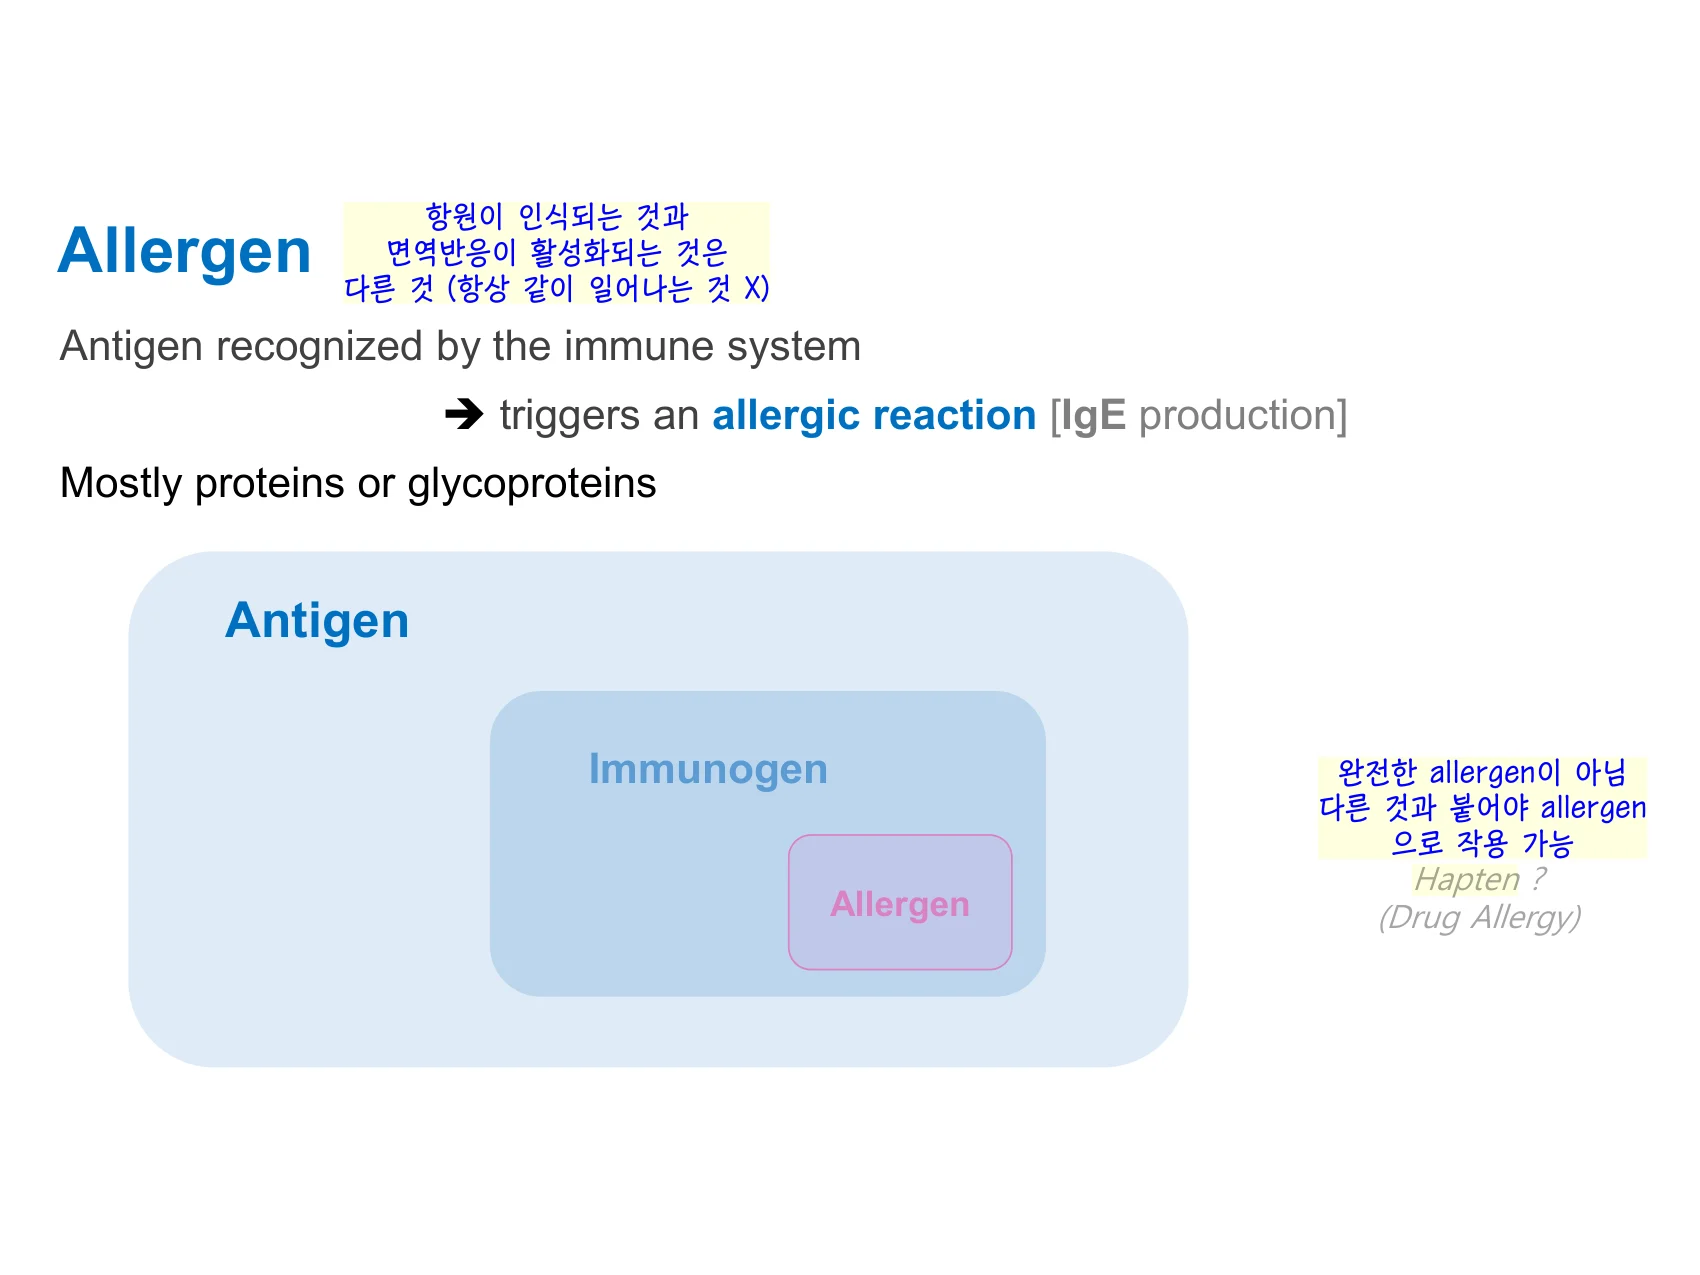 Allergen
항원이 인식되는 것과
면역반응이 활성화되는 것은
다른 것 (항상 같이 일어나는 것 X)
Antigen recognized by the immune system
➔ triggers an allergic reaction [IgE production]
Mostly proteins or glycoproteins
Antigen
Immunogen
Allergen
완전한 allergen이 아님
다른 것과 붙어야 allergen
으로 작용 가능
Hapten ?
(Drug Allergy)